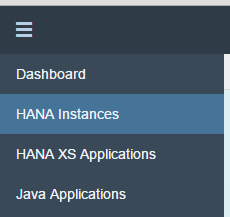 Dashboard
HANA Instances
HANA XS Applications
Java Applications